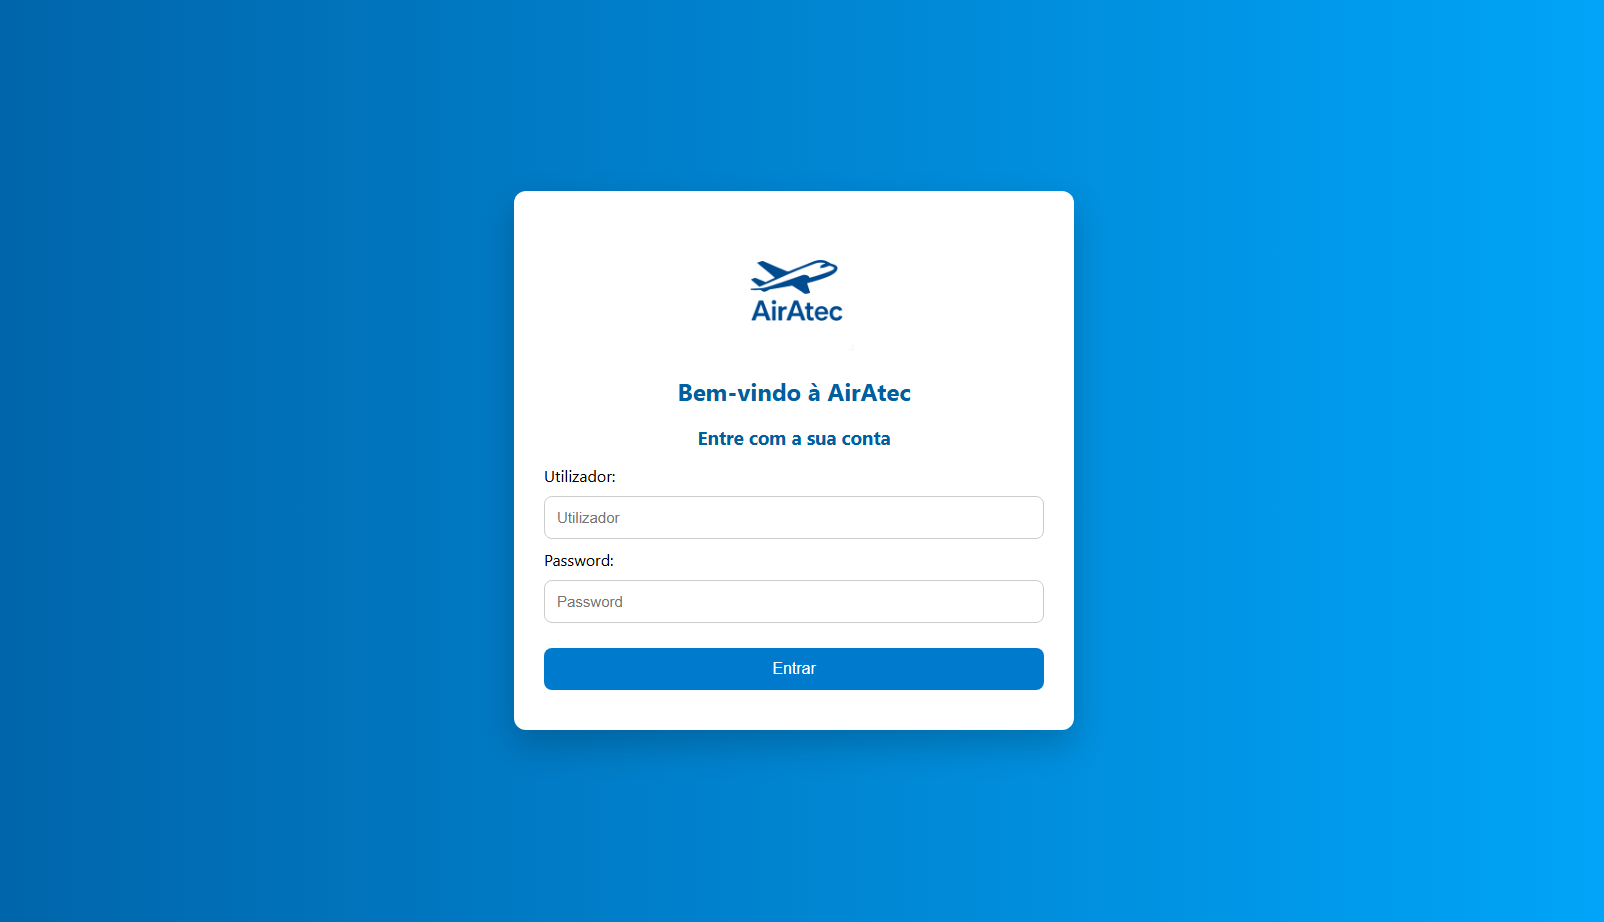 AirAtec
Bem-vindo à AirAtec
Entre com a sua conta
Utilizador:
Utilizador
Password:
Password
Entrar